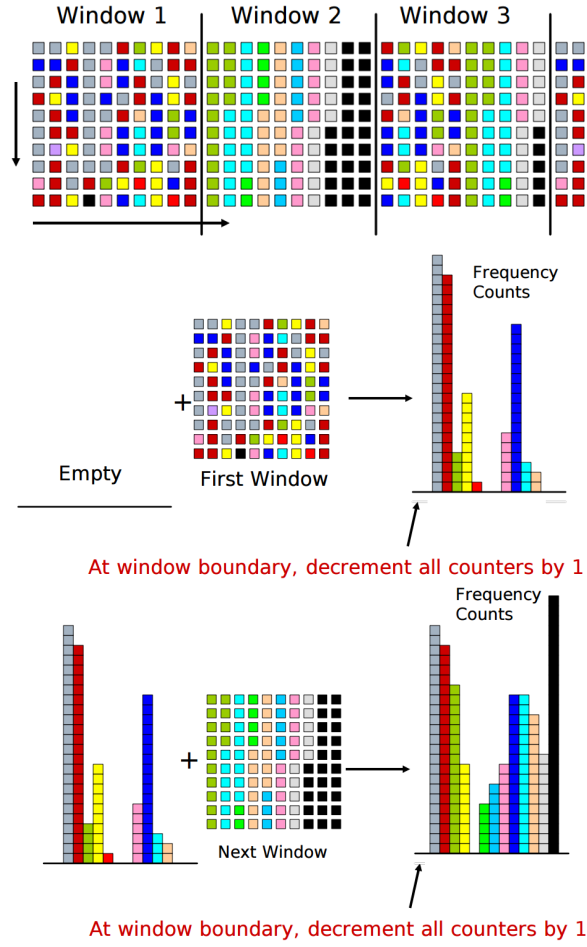 Window 1 Window 2 Window 3
Frequency
Counts
+
Empty
First Window
At window boundary, decrement all counters by 1
Frequency
Counts
+
Next Window
At window boundary, decrement all counters by 1